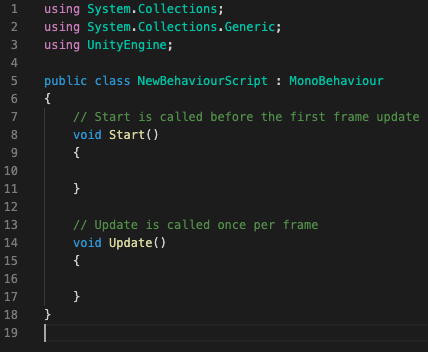 1 using System.Collections;
2 using System.Collections.Generic;
3 using UnityEngine;
4
5 public class NewBehaviourScript : MonoBehaviour
6 {
7     // Start is called before the first frame update
8     void Start()
9     {
10
11     }
12
13     // Update is called once per frame
14     void Update()
15     {
16
17     }
18 }
19